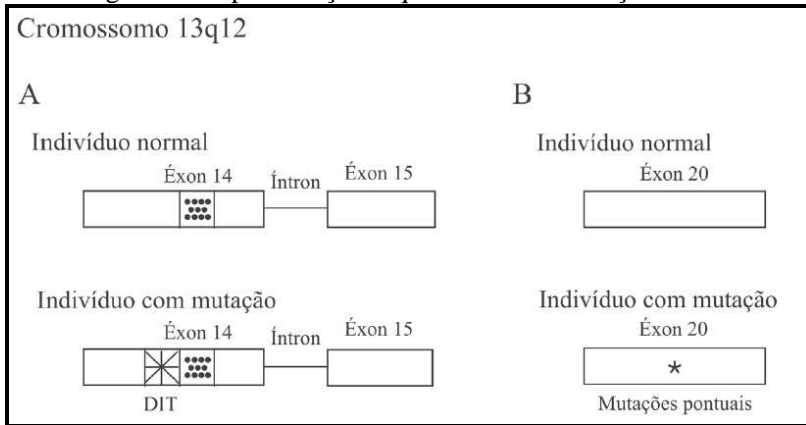 Cromossomo 13q12
A
Indivíduo normal
Éxon 14
Íntron
Éxon 15
Indivíduo com mutação
Éxon 14
Íntron
Éxon 15
DIT
B
Indivíduo normal
Éxon 20
Indivíduo com mutação
Éxon 20
*
Mutações pontuais